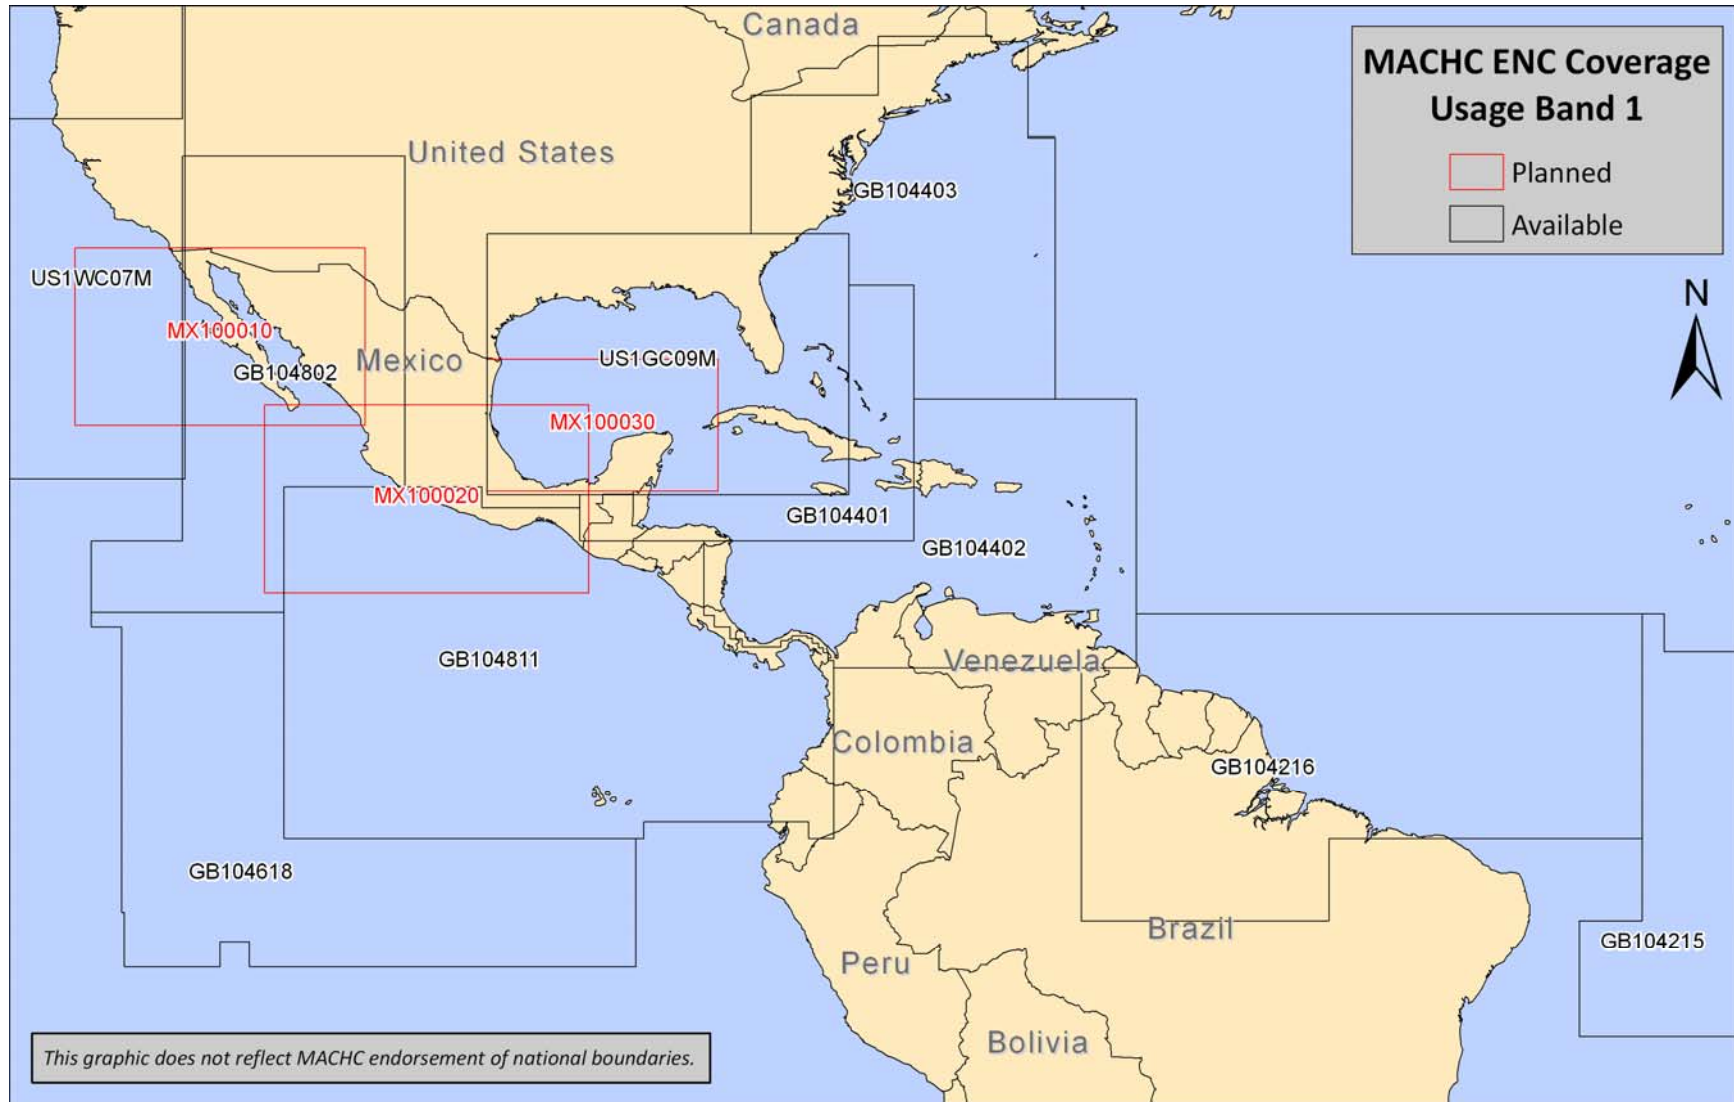 Canada
MACHC ENC Coverage
Usage Band 1
Planned
Available
United States
GB104403
US1WC07M
N
MX100010
GB104802
Mexico
US1GC09M
MX100030
MX100020
GB104401
GB104402
GB104811
Venezuela
Colombia
GB104216
GB104618
Brazil
GB104215
Peru
Bolivia
This graphic does not reflect MACHC endorsement of national boundaries.